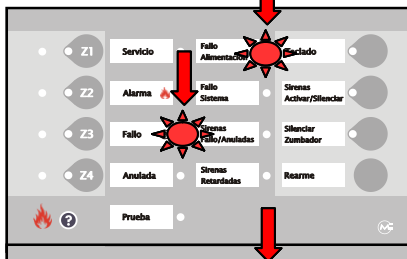 Z1
Servicio
Fallo
Alimentación
Teclado
Z2
Alarma
Fallo
Sistema
Sirenas
Activar/Silenciar
Z3
Fallo
Sirenas
Fallo/Anuladas
Silenciar
Zumbador
Z4
Anulada
Sirenas
Retardadas
Rearme
Prueba
?